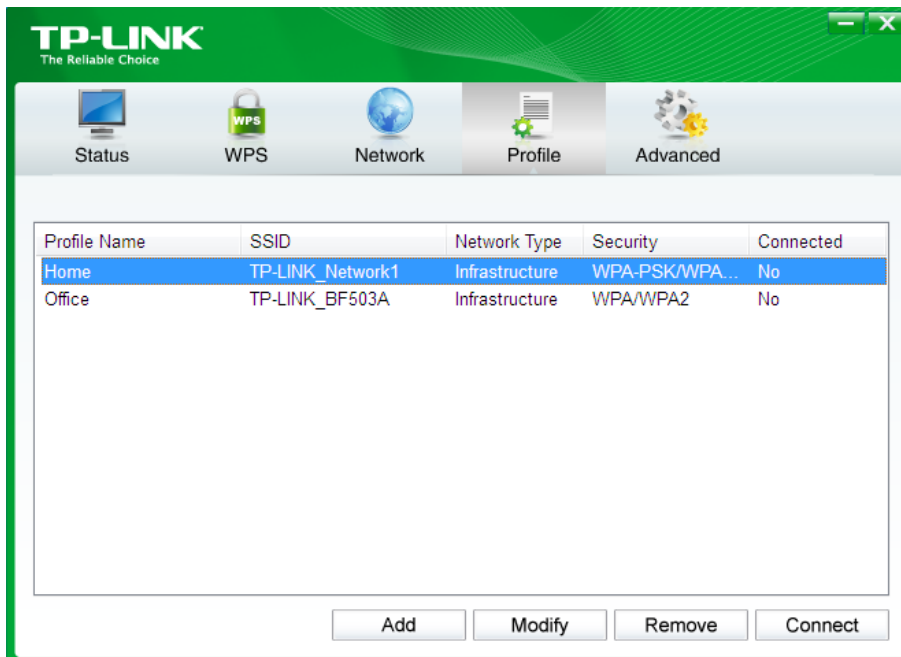 TP-LINK
The Reliable Choice
Status WPS Network Profile Advanced
WPS
Profile Name SSID Network Type Security Connected
Home TP-LINK_Network1 Infrastructure WPA-PSK/WPA... No
Office TP-LINK_BF503A Infrastructure WPA/WPA2 No
Add Modify Remove Connect